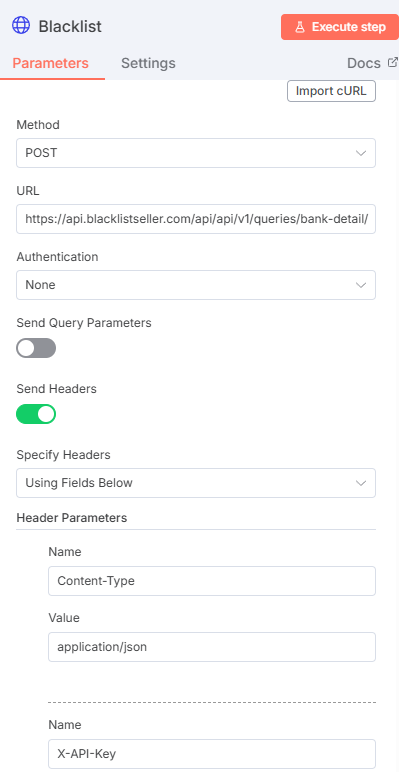 Blacklist
Execute step
Parameters
Settings
Docs
Import cURL
Method
POST
URL
https://api.blacklistseller.com/api/api/v1/queries/bank-detail/
Authentication
None
Send Query Parameters
Send Headers
Specify Headers
Using Fields Below
Header Parameters
Name
Content-Type
Value
application/json
Name
X-API-Key